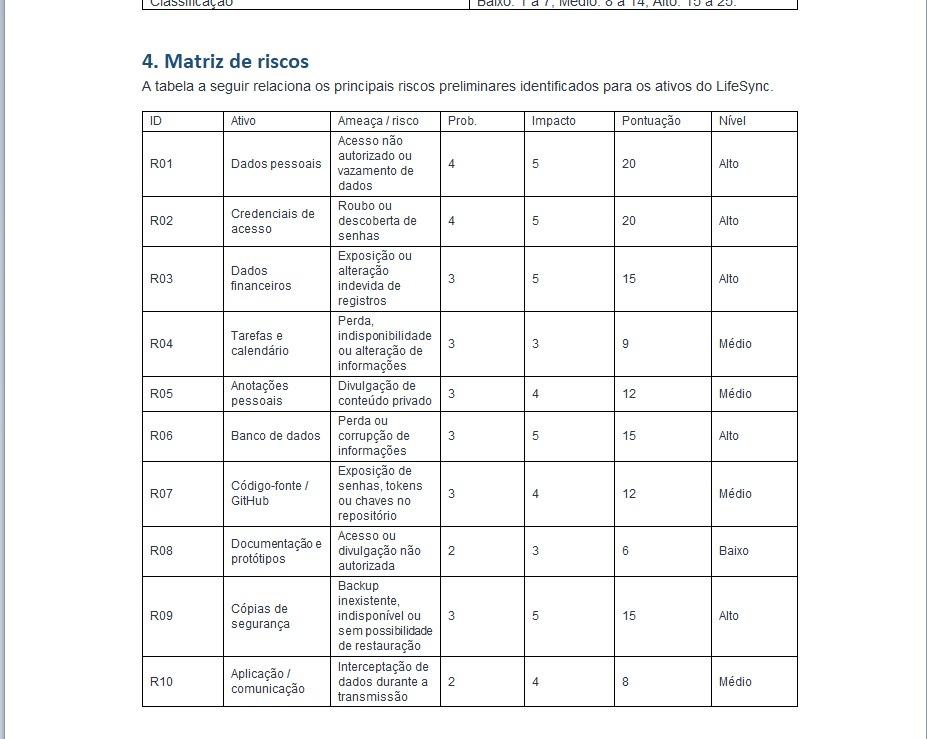 Classificação Baixo: 1 a 7; Médio: 8 a 14; Alto: 15 a 25.
4. Matriz de riscos
A tabela a seguir relaciona os principais riscos preliminares identificados para os ativos do LifeSync.
ID Ativo Ameaça / risco Prob. Impacto Pontuação Nível
R01 Dados pessoais Acesso não
autorizado ou
vazamento de
dados 4 5 20 Alto
R02 Credenciais de
acesso Roubo ou
descoberta de
senhas 4 5 20 Alto
R03 Dados
financeiros Exposição ou
alteração
indevida de
registros 3 5 15 Alto
R04 Tarefas e
calendário Perda,
indisponibilidade
ou alteração de
informações 3 3 9 Médio
R05 Anotações
pessoais Divulgação de
conteúdo privado 3 4 12 Médio
R06 Banco de dados Perda ou
corrupção de
informações 3 5 15 Alto
R07 Código-fonte /
GitHub Exposição de
senhas, tokens
ou chaves no
repositório 3 4 12 Médio
R08 Documentação e
protótipos Acesso ou
divulgação não
autorizada 2 3 6 Baixo
R09 Cópias de
segurança Backup
inexistente,
indisponível ou
sem possibilidade
de restauração 3 5 15 Alto
R10 Aplicação /
comunicação Interceptação de
dados durante a
transmissão 2 4 8 Médio